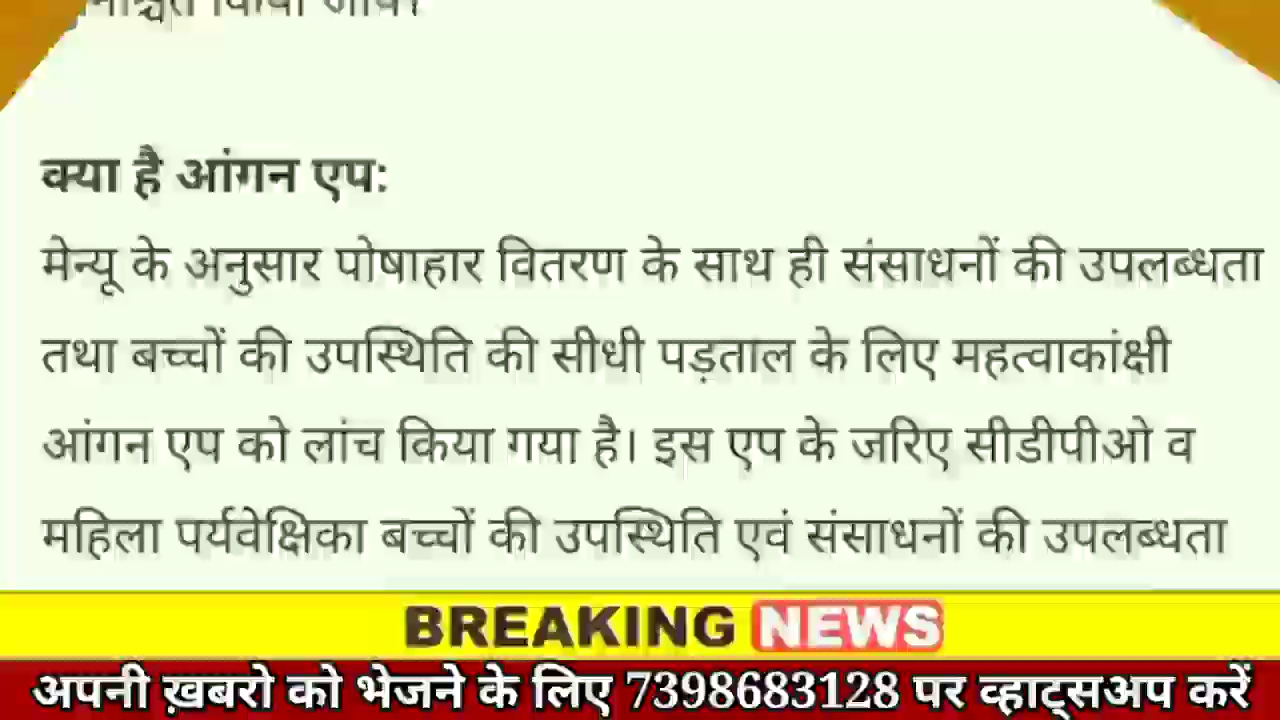 किया जाये।
क्या है आंगन एप:
मेन्यू के अनुसार पोषाहार वितरण के साथ ही संसाधनों की उपलब्धता
तथा बच्चों की उपस्थिति की सीधी पड़ताल के लिए महत्वाकांक्षी
आंगन एप को लांच किया गया है। इस एप के जरिए सीडीपीओ व
महिला पर्यवेक्षिका बच्चों की उपस्थिति एवं संसाधनों की उपलब्धता
BREAKING NEWS
अपनी ख़बरो को भेजने के लिए 7398683128 पर व्हाट्सअप करें